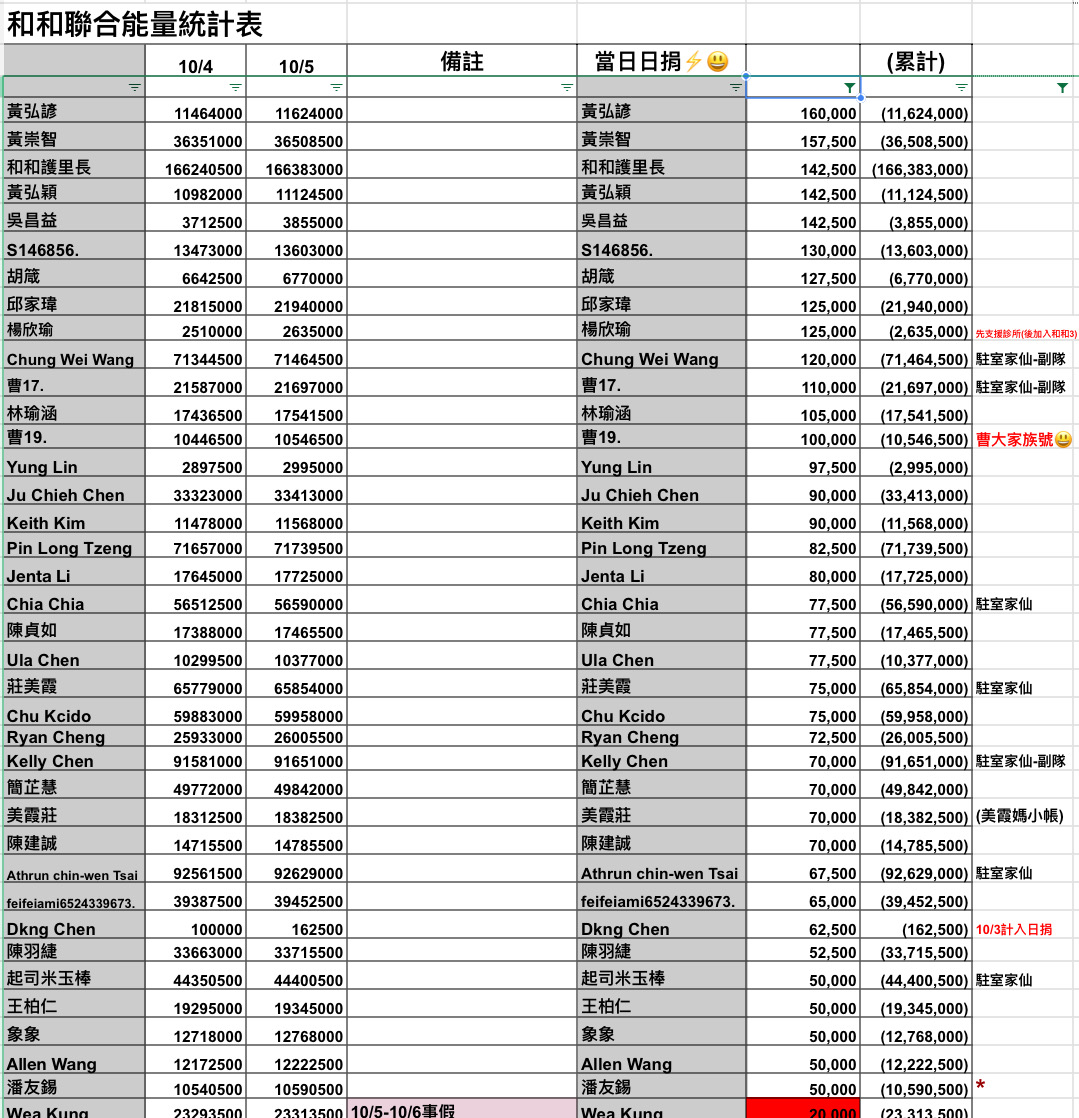 和和聯合能量統計表
10/4 10/5 備註 當日日捐⚡😃 (累計)
黃弘諺 11464000 11624000 黃弘諺 160,000 (11,624,000)
黃崇智 36351000 36508500 黃崇智 157,500 (36,508,500)
和和護里長 166240500 166383000 和和護里長 142,500 (166,383,000)
黃弘穎 10982000 11124500 黃弘穎 142,500 (11,124,500)
吳昌益 3712500 3855000 吳昌益 142,500 (3,855,000)
S146856. 13473000 13603000 S146856. 130,000 (13,603,000)
胡箴 6642500 6770000 胡箴 127,500 (6,770,000)
邱家瑋 21815000 21940000 邱家瑋 125,000 (21,940,000)
楊欣瑜 2510000 2635000 楊欣瑜 125,000 (2,635,000) 先支援診所(後加入和和3)
Chung Wei Wang 71344500 71464500 Chung Wei Wang 120,000 (71,464,500) 駐室家仙-副隊
曹17. 21587000 21697000 曹17. 110,000 (21,697,000) 駐室家仙-副隊
林瑜涵 17436500 17541500 林瑜涵 105,000 (17,541,500)
曹19. 10446500 10546500 曹19. 100,000 (10,546,500) 曹大家族號😃
Yung Lin 2897500 2995000 Yung Lin 97,500 (2,995,000)
Ju Chieh Chen 33323000 33413000 Ju Chieh Chen 90,000 (33,413,000)
Keith Kim 11478000 11568000 Keith Kim 90,000 (11,568,000)
Pin Long Tzeng 71657000 71739500 Pin Long Tzeng 82,500 (71,739,500)
Jenta Li 17645000 17725000 Jenta Li 80,000 (17,725,000)
Chia Chia 56512500 56590000 Chia Chia 77,500 (56,590,000) 駐室家仙
陳貞如 17388000 17465500 陳貞如 77,500 (17,465,500)
Ula Chen 10299500 10377000 Ula Chen 77,500 (10,377,000)
莊美霞 65779000 65854000 莊美霞 75,000 (65,854,000) 駐室家仙
Chu Kcido 59883000 59958000 Chu Kcido 75,000 (59,958,000)
Ryan Cheng 25933000 26005500 Ryan Cheng 72,500 (26,005,500)
Kelly Chen 91581000 91651000 Kelly Chen 70,000 (91,651,000) 駐室家仙-副隊
簡芷慧 49772000 49842000 簡芷慧 70,000 (49,842,000)
美霞莊 18312500 18382500 美霞莊 70,000 (18,382,500) (美霞媽小帳)
陳建誠 14715500 14785500 陳建誠 70,000 (14,785,500)
Athrun chin-wen Tsai 92561500 92629000 Athrun chin-wen Tsai 67,500 (92,629,000) 駐室家仙
feifeiami6524339673. 39387500 39452500 feifeiami6524339673. 65,000 (39,452,500)
Dkng Chen 100000 162500 Dkng Chen 62,500 (162,500) 10/3計入日捐
陳羽緁 33663000 33715500 陳羽緁 52,500 (33,715,500)
起司米玉棒 44350500 44400500 起司米玉棒 50,000 (44,400,500) 駐室家仙
王柏仁 19295000 19345000 王柏仁 50,000 (19,345,000)
象象 12718000 12768000 象象 50,000 (12,768,000)
Allen Wang 12172500 12222500 Allen Wang 50,000 (12,222,500)
潘友錫 10540500 10590500 潘友錫 50,000 (10,590,500) *
Wea Kung 23293500 23313500 10/5-10/6事假 Wea Kung 20,000 (23,313,500)